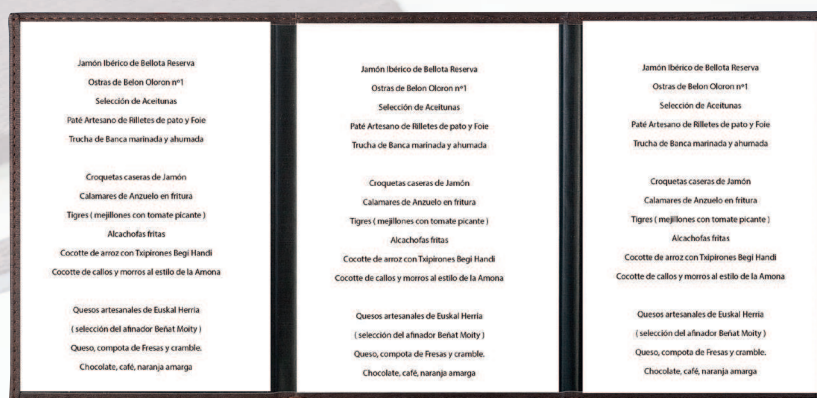 Jamón Ibérico de Bellota Reserva
Ostras de Belon Oloron nº1
Selección de Aceitunas
Paté Artesano de Rilletes de pato y Foie
Trucha de Banca marinada y ahumada
Croquetas caseras de Jamón
Calamares de Anzuelo en fritura
Tigres ( mejillones con tomate picante )
Alcachofas fritas
Cocotte de arroz con Txipirones Begi Handi
Cocotte de callos y morros al estilo de la Amona
Quesos artesanales de Euskal Herria
( selección del afinador Beñat Moity )
Queso, compota de Fresas y cramble.
Chocolate, café, naranja amarga
Jamón Ibérico de Bellota Reserva
Ostras de Belon Oloron nº1
Selección de Aceitunas
Paté Artesano de Rilletes de pato y Foie
Trucha de Banca marinada y ahumada
Croquetas caseras de Jamón
Calamares de Anzuelo en fritura
Tigres ( mejillones con tomate picante )
Alcachofas fritas
Cocotte de arroz con Txipirones Begi Handi
Cocotte de callos y morros al estilo de la Amona
Quesos artesanales de Euskal Herria
( selección del afinador Beñat Moity )
Queso, compota de Fresas y cramble.
Chocolate, café, naranja amarga
Jamón Ibérico de Bellota Reserva
Ostras de Belon Oloron nº1
Selección de Aceitunas
Paté Artesano de Rilletes de pato y Foie
Trucha de Banca marinada y ahumada
Croquetas caseras de Jamón
Calamares de Anzuelo en fritura
Tigres ( mejillones con tomate picante )
Alcachofas fritas
Cocotte de arroz con Txipirones Begi Handi
Cocotte de callos y morros al estilo de la Amona
Quesos artesanales de Euskal Herria
( selección del afinador Beñat Moity )
Queso, compota de Fresas y cramble.
Chocolate, café, naranja amarga